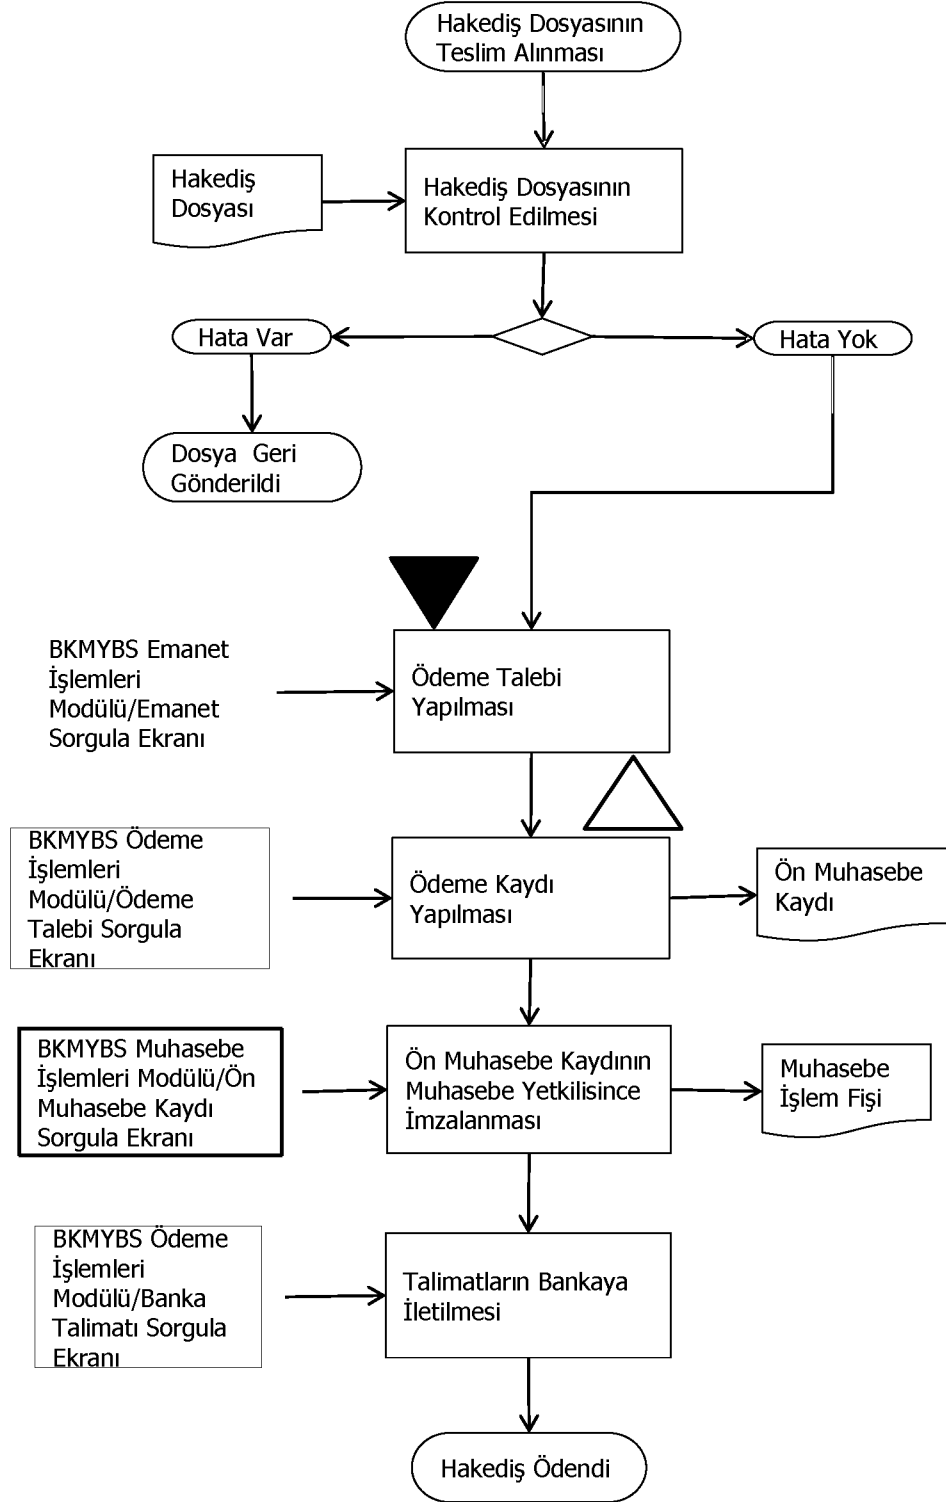 Hakediş Dosyasının
Teslim Alınması
Hakediş
Dosyası
Hakediş Dosyasının
Kontrol Edilmesi
Hata Var
Hata Yok
Dosya  Geri
Gönderildi
BKMYBS Emanet
İşlemleri
Modülü/Emanet
Sorgula Ekranı
Ödeme Talebi
Yapılması
BKMYBS Ödeme
İşlemleri
Modülü/Ödeme
Talebi Sorgula
Ekranı
Ödeme Kaydı
Yapılması
Ön Muhasebe
Kaydı
BKMYBS Muhasebe
İşlemleri Modülü/Ön
Muhasebe Kaydı
Sorgula Ekranı
Ön Muhasebe Kaydının
Muhasebe Yetkilisince
İmzalanması
Muhasebe
İşlem Fişi
BKMYBS Ödeme
İşlemleri
Modülü/Banka
Talimatı Sorgula
Ekranı
Talimatların Bankaya
İletilmesi
Hakediş Ödendi